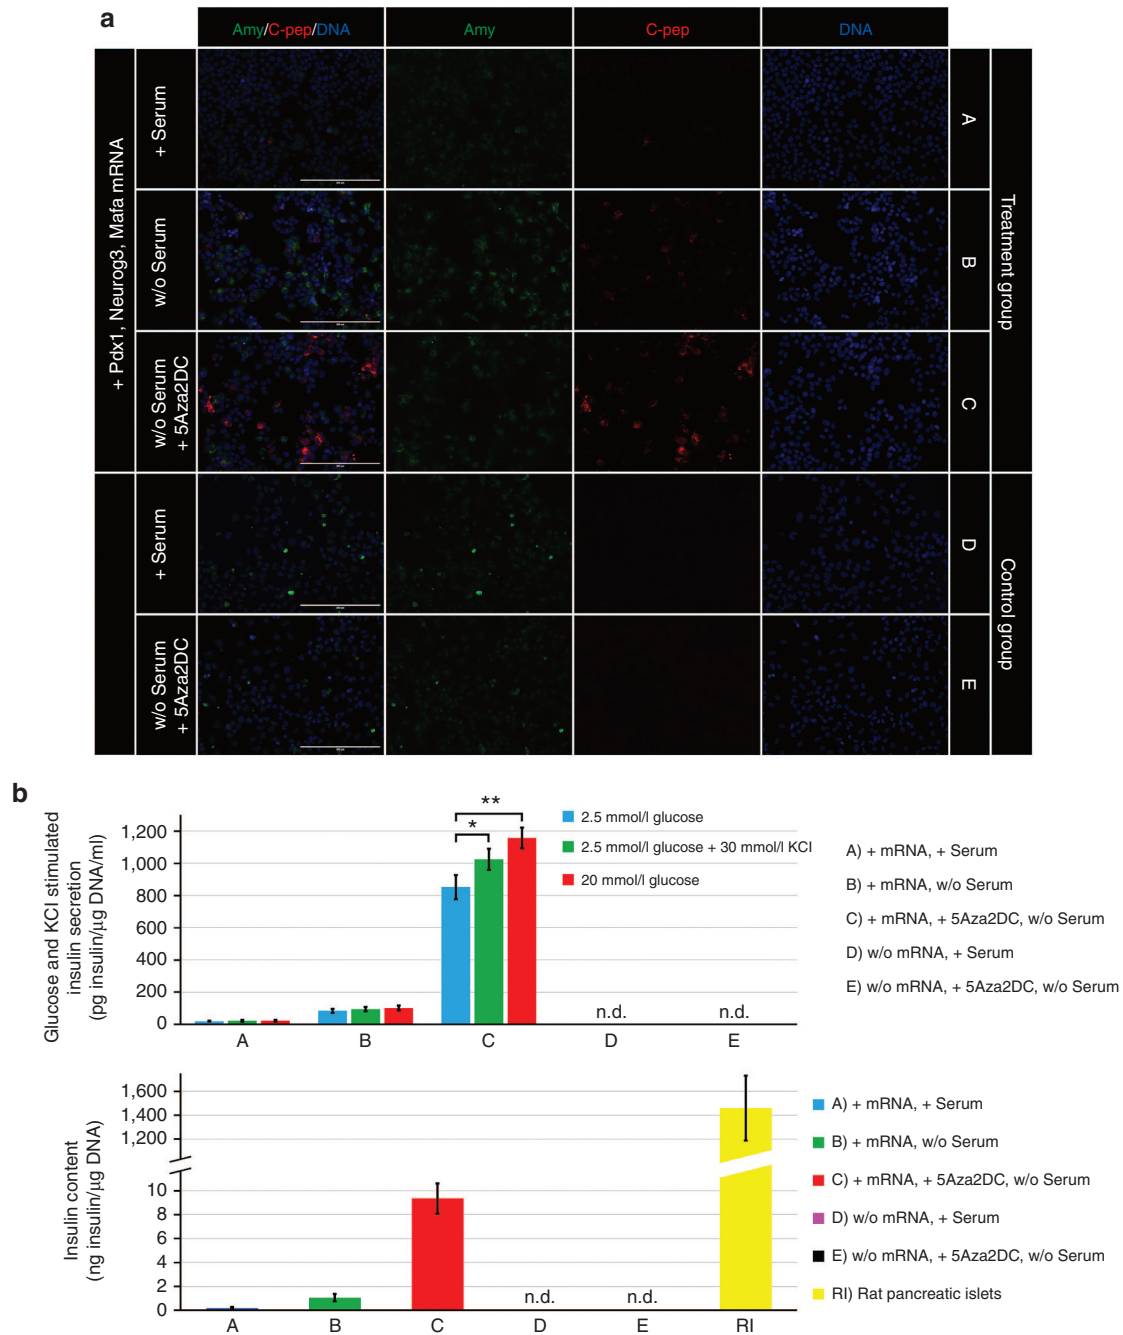 a
Amy/C-pep/DNA
Amy
C-pep
DNA
+ Pdx1, Neurog3, Mafa mRNA
+ Serum
A
Treatment group
w/o Serum
B
w/o Serum
+ 5Aza2DC
C
+ Serum
D
Control group
w/o Serum
+ 5Aza2DC
E
b
Glucose and KCl stimulated
insulin secretion
(pg insulin/μg DNA/ml)
1,200
1,000
800
600
400
200
0
*
**
2.5 mmol/l glucose
2.5 mmol/l glucose + 30 mmol/l KCl
20 mmol/l glucose
n.d.
n.d.
A
B
C
D
E
A) + mRNA, + Serum
B) + mRNA, w/o Serum
C) + mRNA, + 5Aza2DC, w/o Serum
D) w/o mRNA, + Serum
E) w/o mRNA, + 5Aza2DC, w/o Serum
Insulin content
(ng insulin/μg DNA)
1,600
1,400
1,200
10
8
6
4
2
0
n.d.
n.d.
A
B
C
D
E
RI
A) + mRNA, + Serum
B) + mRNA, w/o Serum
C) + mRNA, + 5Aza2DC, w/o Serum
D) w/o mRNA, + Serum
E) w/o mRNA, + 5Aza2DC, w/o Serum
RI) Rat pancreatic islets